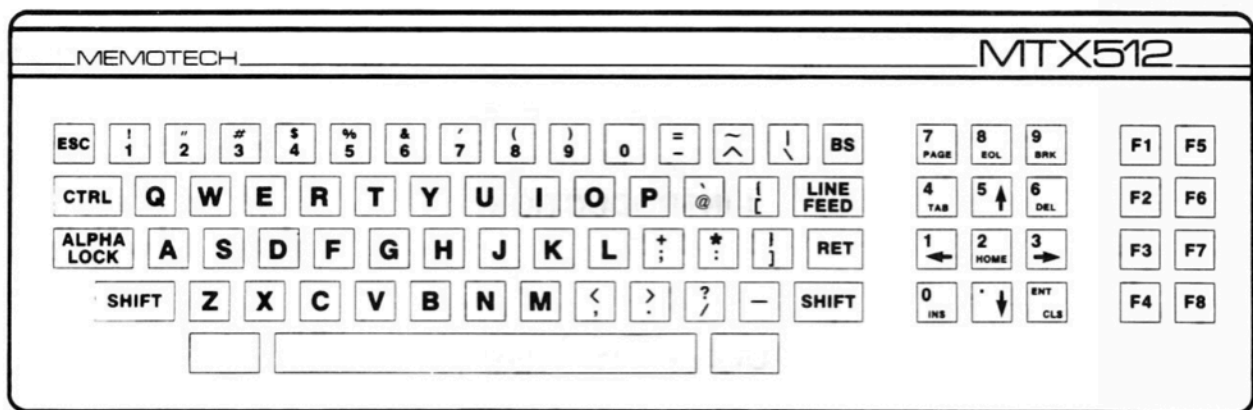 MEMOTECH MTX512
ESC ! 1 " 2 # 3 $ 4 % 5 & 6 ' 7 ( 8 ) 9 0 = - ~ ^ | \ BS 7 PAGE 8 EOL 9 BRK F1 F5
CTRL Q W E R T Y U I O P ` @ { [ LINE FEED 4 TAB 5 ↑ 6 DEL F2 F6
ALPHA LOCK A S D F G H J K L + ; * : } ] RET 1 ← 2 HOME 3 → F3 F7
SHIFT Z X C V B N M < , > . ? / — SHIFT 0 INS . ↓ ENT CLS F4 F8